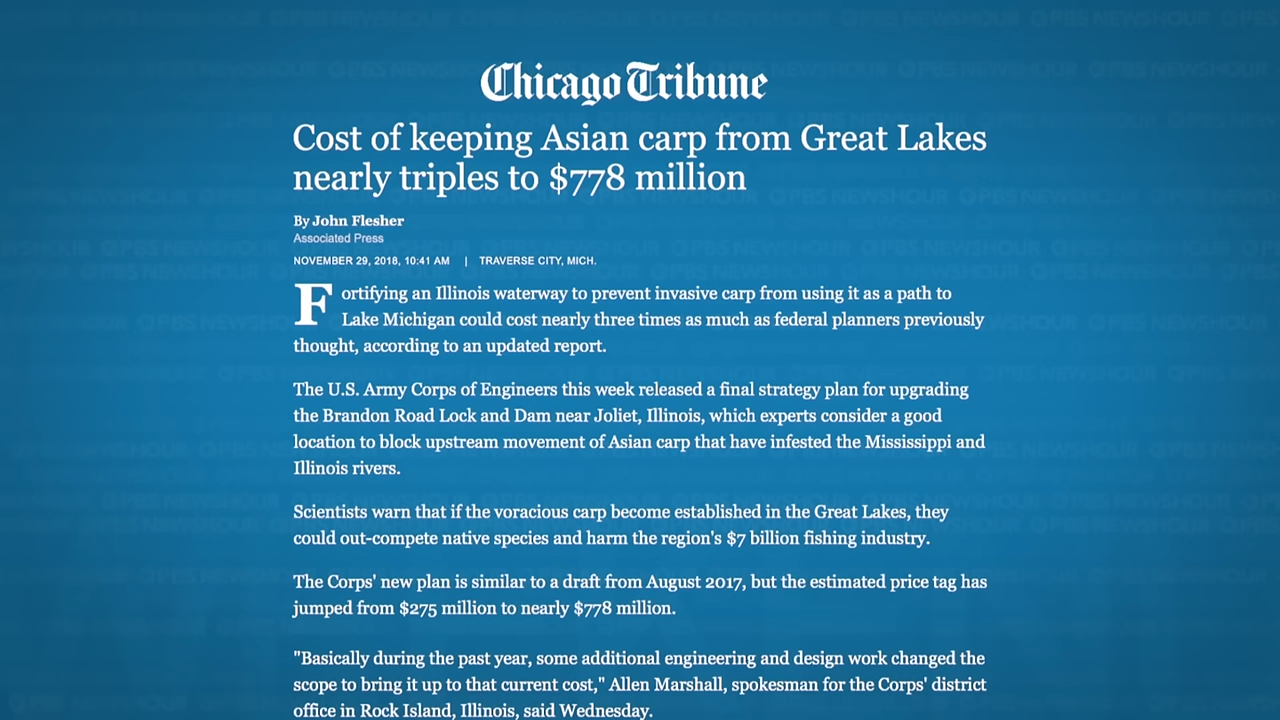 Chicago Tribune
Cost of keeping Asian carp from Great Lakes
nearly triples to $778 million
By John Flesher
Associated Press
NOVEMBER 29, 2018, 10:41 AM | TRAVERSE CITY, MICH.
Fortifying an Illinois waterway to prevent invasive carp from using it as a path to
Lake Michigan could cost nearly three times as much as federal planners previously
thought, according to an updated report.
The U.S. Army Corps of Engineers this week released a final strategy plan for upgrading
the Brandon Road Lock and Dam near Joliet, Illinois, which experts consider a good
location to block upstream movement of Asian carp that have infested the Mississippi and
Illinois rivers.
Scientists warn that if the voracious carp become established in the Great Lakes, they
could out-compete native species and harm the region's $7 billion fishing industry.
The Corps' new plan is similar to a draft from August 2017, but the estimated price tag has
jumped from $275 million to nearly $778 million.
"Basically during the past year, some additional engineering and design work changed the
scope to bring it up to that current cost," Allen Marshall, spokesman for the Corps' district
office in Rock Island, Illinois, said Wednesday.